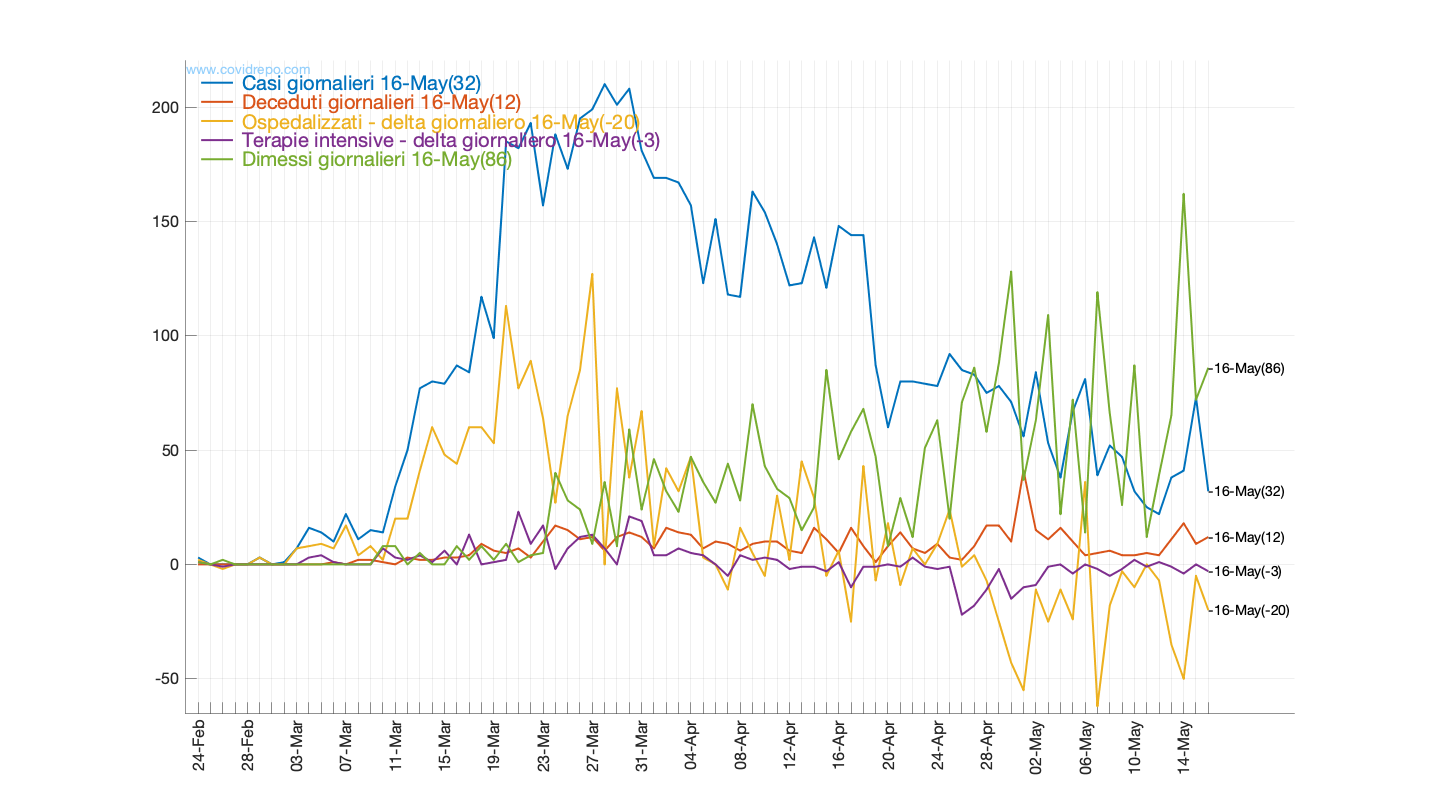 www.covidrepo.com
Casi giornalieri 16-May(32)
Deceduti giornalieri 16-May(12)
Ospedalizzati - delta giornaliero 16-May(-20)
Terapie intensive - delta giornaliero 16-May(-3)
Dimessi giornalieri 16-May(86)
200
150
100
50
0
-50
16-May(86)
16-May(32)
16-May(12)
16-May(-3)
16-May(-20)
24-Feb
28-Feb
03-Mar
07-Mar
11-Mar
15-Mar
19-Mar
23-Mar
27-Mar
31-Mar
04-Apr
08-Apr
12-Apr
16-Apr
20-Apr
24-Apr
28-Apr
02-May
06-May
10-May
14-May